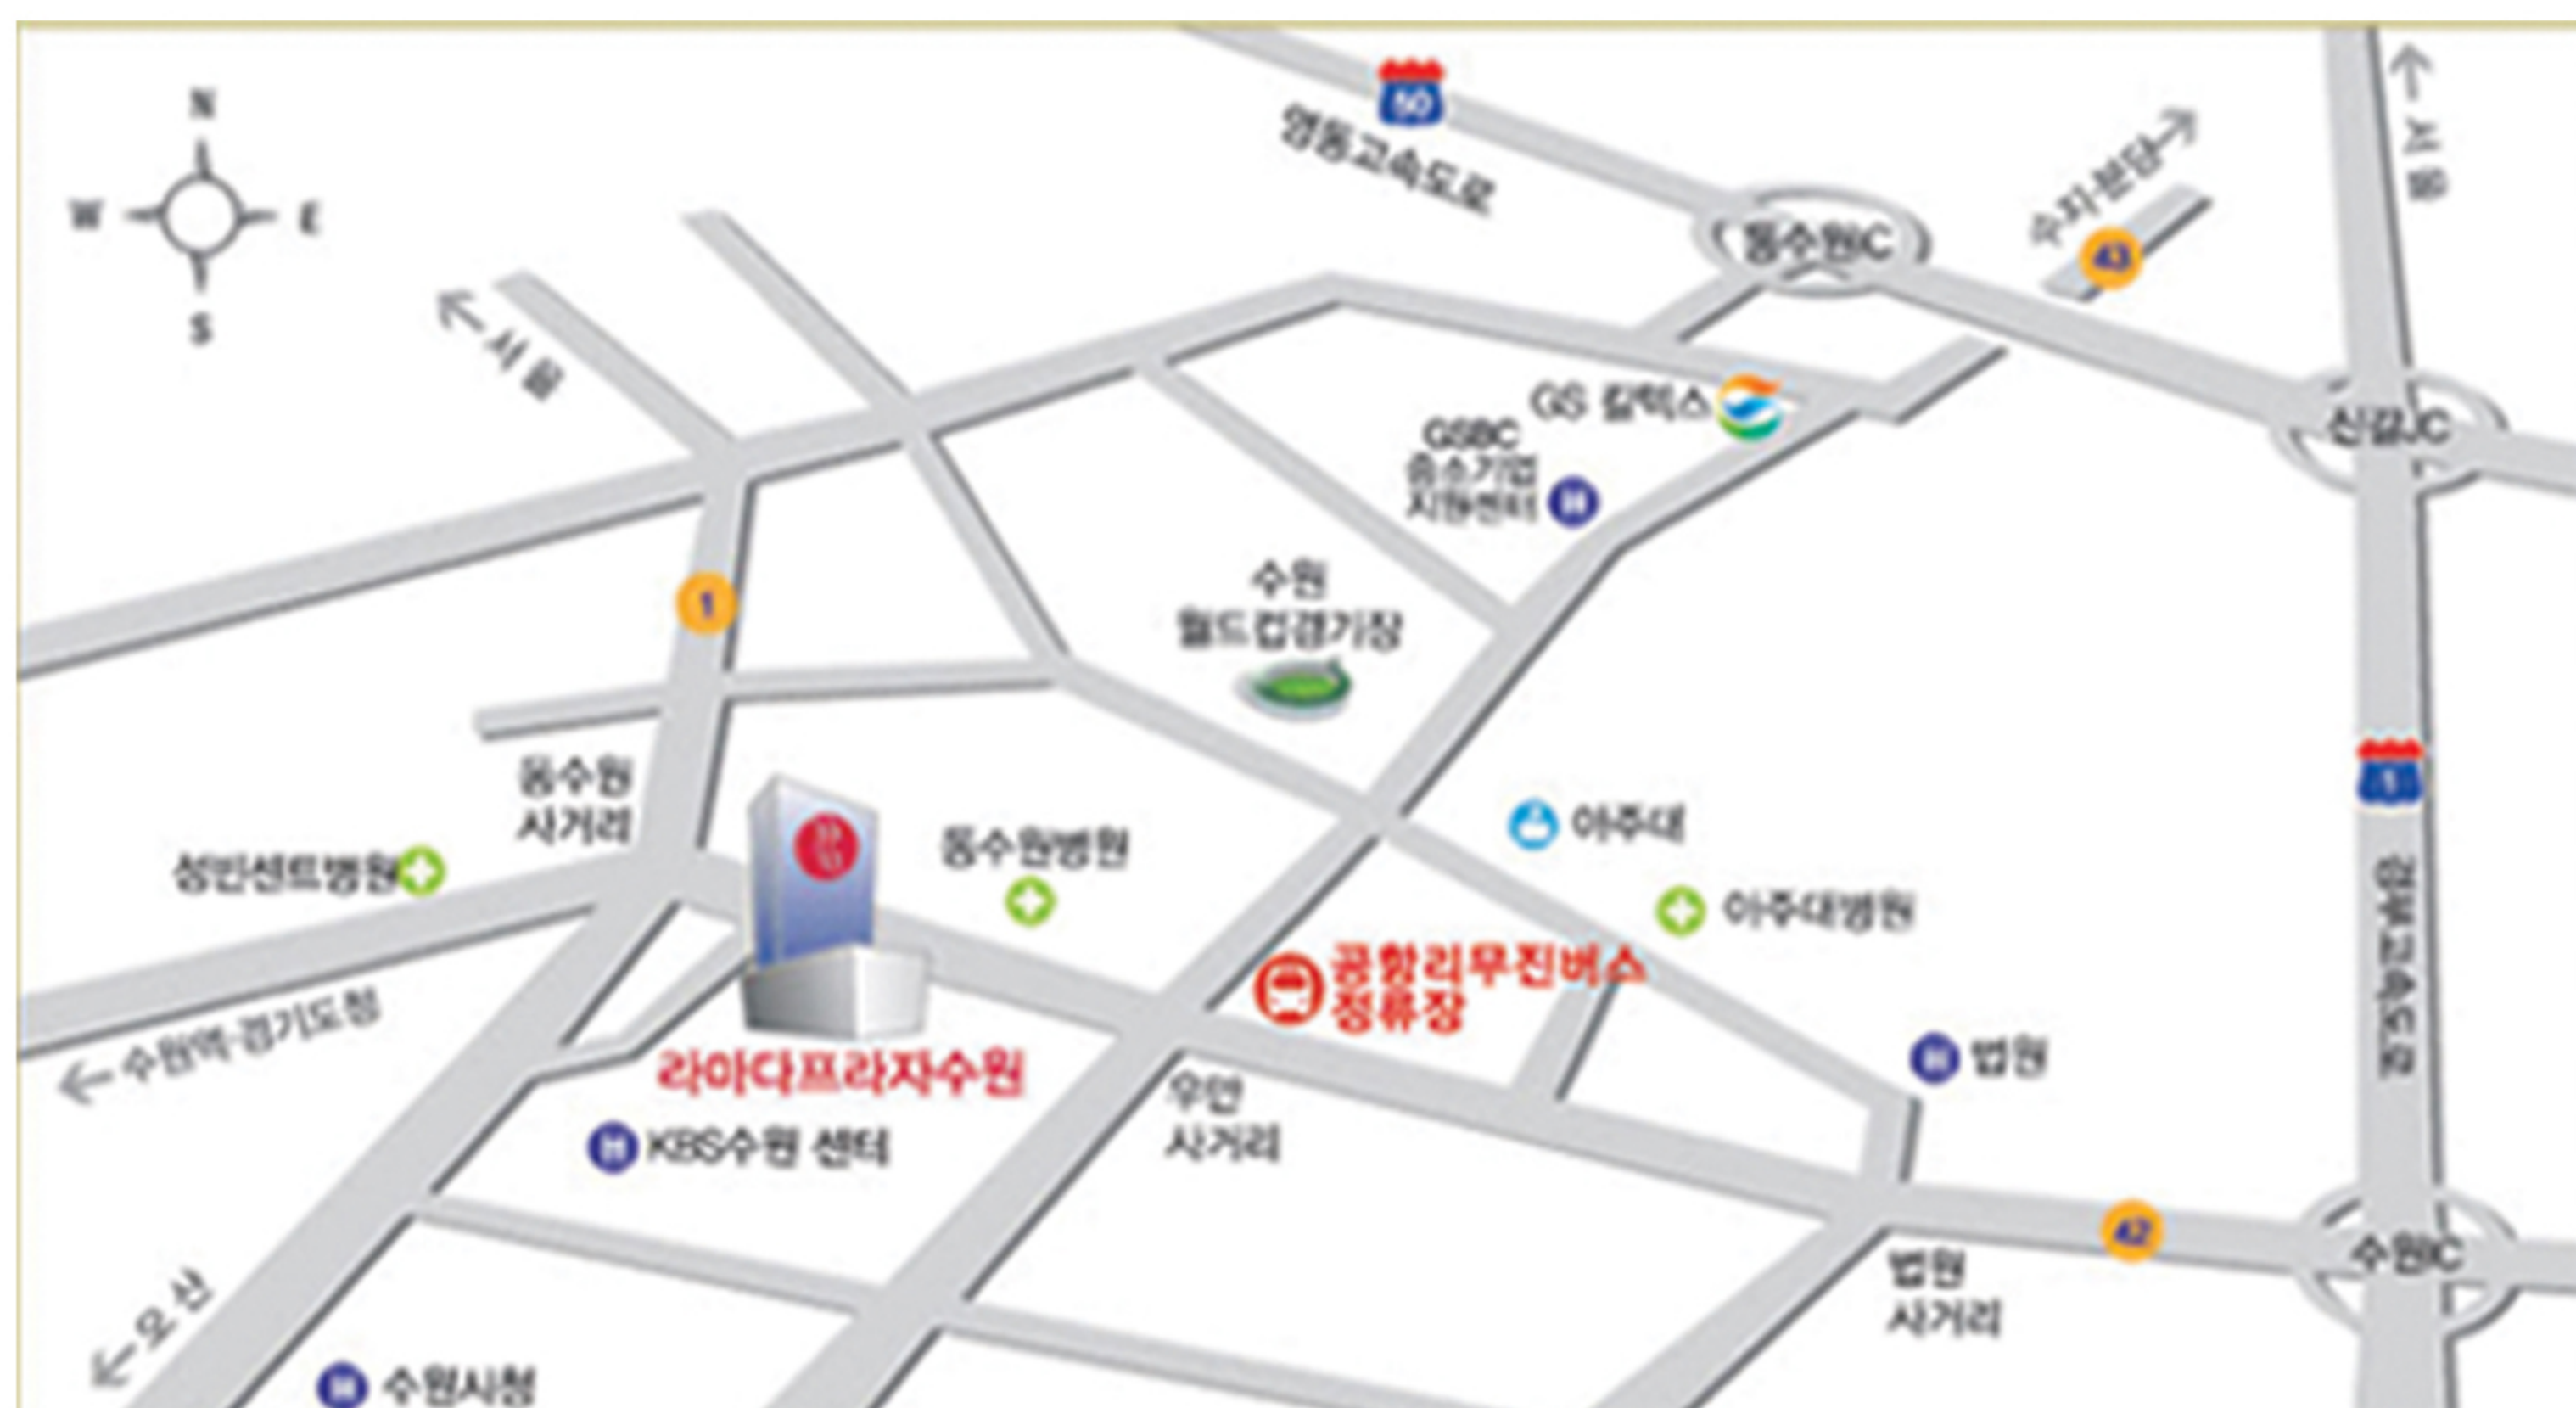 N
W
E
S
50
영동고속도로
동수원IC
수지·분당
43
서울
서울
신갈JC
GS 칼텍스
GSBC
중소기업
지원센터
수원
월드컵경기장
1
동수원
사거리
성빈센트병원
동수원병원
아주대
아주대병원
1
경부고속도로
공항리무진버스
정류장
수원역·경기도청
라마다프라자수원
KBS수원 센터
우만
사거리
법원
42
수원IC
법원
사거리
오산
수원시청